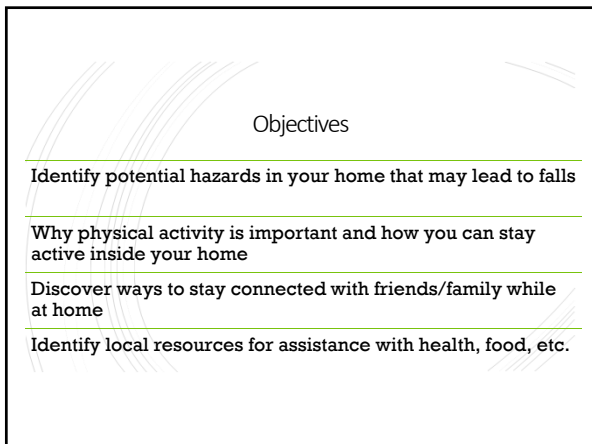 Objectives
Identify potential hazards in your home that may lead to falls
Why physical activity is important and how you can stay
active inside your home
Discover ways to stay connected with friends/family while
at home
Identify local resources for assistance with health, food, etc.